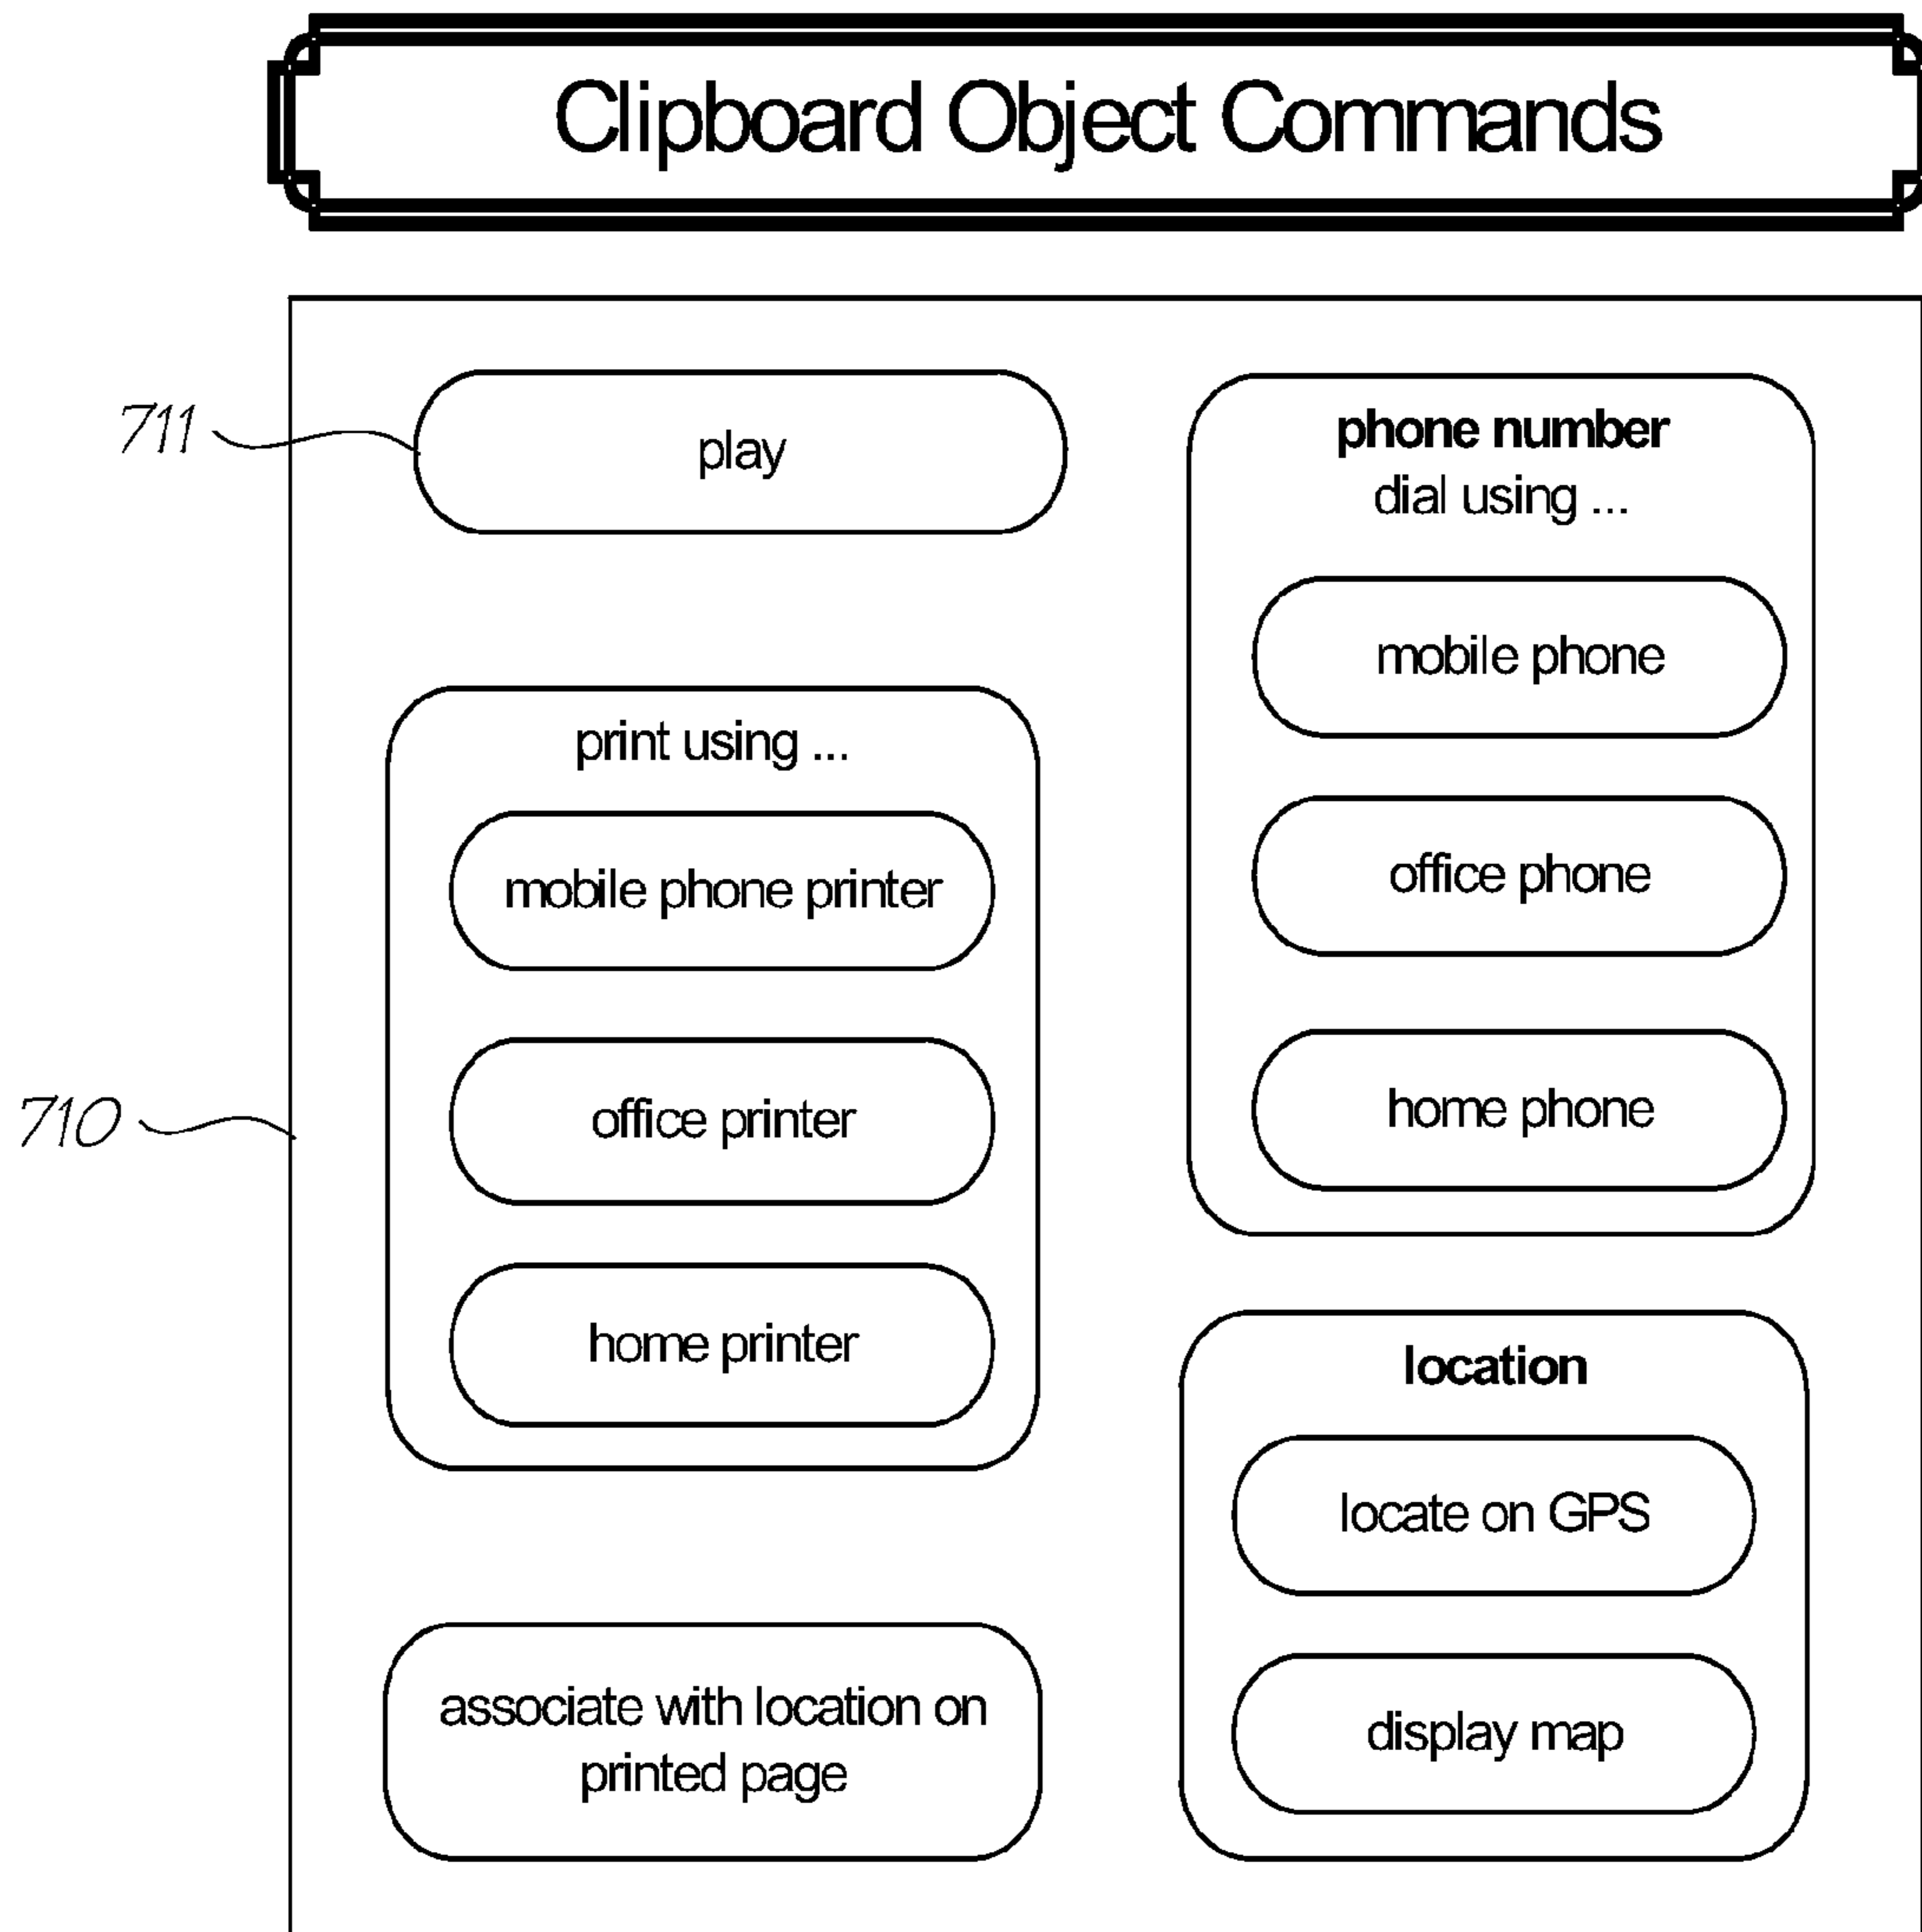 Clipboard Object Commands
711
play
print using ...
mobile phone printer
office printer
home printer
710
associate with location on
printed page
phone number
dial using ...
mobile phone
office phone
home phone
location
locate on GPS
display map